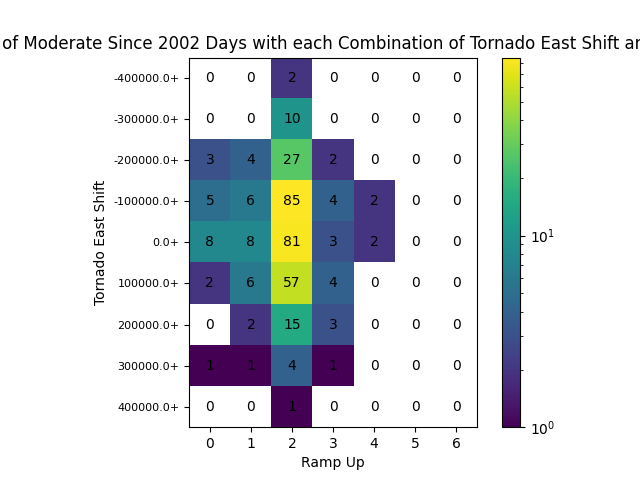 of Moderate Since 2002 Days with each Combination of Tornado East Shift
-400000.0+ 0 0 2 0 0 0 0
-300000.0+ 0 0 10 0 0 0 0
-200000.0+ 3 4 27 2 0 0 0
-100000.0+ 5 6 85 4 2 0 0
0.0+ 8 8 81 3 2 0 0
100000.0+ 2 6 57 4 0 0 0
200000.0+ 0 2 15 3 0 0 0
300000.0+ 1 1 4 1 0 0 0
400000.0+ 0 0 1 0 0 0 0
0 1 2 3 4 5 6
Ramp Up
Tornado East Shift
10¹
10⁰